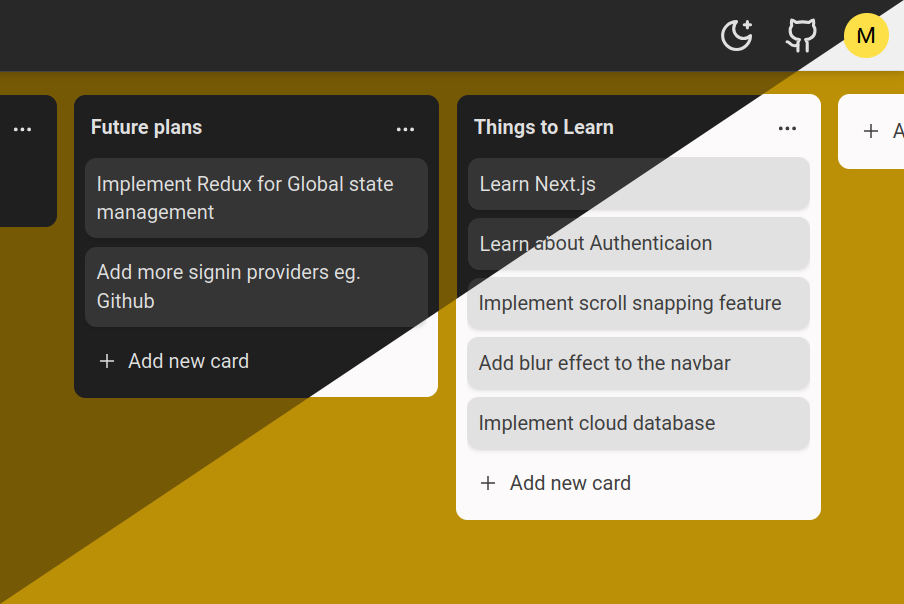 M
Future plans
Implement Redux for Global state
management
Add more signin providers eg.
Github
+ Add new card
Things to Learn
Learn Next.js
Learn about Authenticaion
Implement scroll snapping feature
Add blur effect to the navbar
Implement cloud database
+ Add new card
+ A